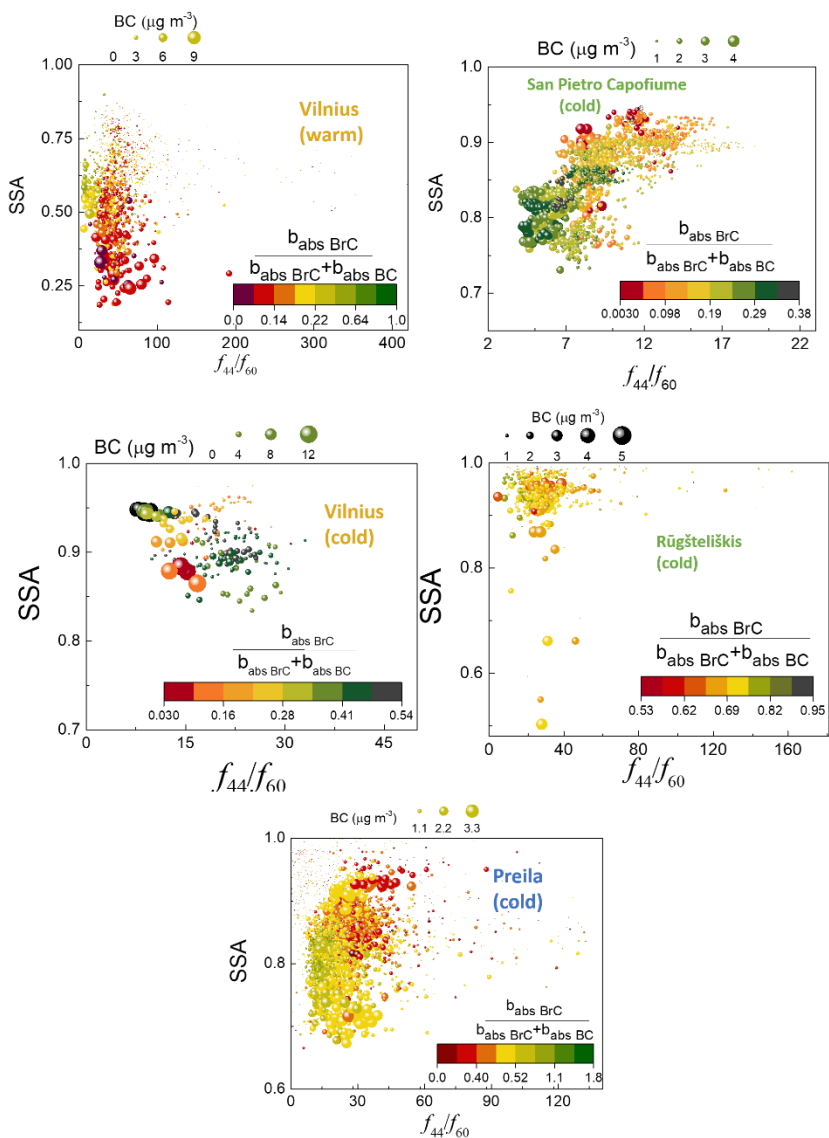 BC (μg m⁻³)
0 3 6 9
1.00
0.75
0.50
0.25
SSA
Vilnius
(warm)
b_abs BrC
b_abs BrC+b_abs BC
0.0 0.14 0.22 0.64 1.0
0 100 200 300 400
f₄₄/f₆₀
BC (μg m⁻³)
1 2 3 4
San Pietro Capofiume
(cold)
1.0
0.9
0.8
0.7
SSA
b_abs BrC
b_abs BrC+b_abs BC
0.0030 0.098 0.19 0.29 0.38
2 7 12 17 22
f₄₄/f₆₀
BC (μg m⁻³)
0 4 8 12
1.0
0.9
0.8
0.7
SSA
Vilnius
(cold)
b_abs BrC
b_abs BrC+b_abs BC
0.030 0.16 0.28 0.41 0.54
0 15 30 45
f₄₄/f₆₀
BC (μg m⁻³)
1 2 3 4 5
1.0
0.8
0.6
SSA
Rūgšteliškis
(cold)
b_abs BrC
b_abs BrC+b_abs BC
0.53 0.62 0.69 0.82 0.95
0 40 80 120 160
f₄₄/f₆₀
BC (μg m⁻³)
1.1 2.2 3.3
1.0
0.8
0.6
SSA
Preila
(cold)
b_abs BrC
b_abs BrC+b_abs BC
0.0 0.40 0.52 1.1 1.8
0 30 60 90 120
f₄₄/f₆₀